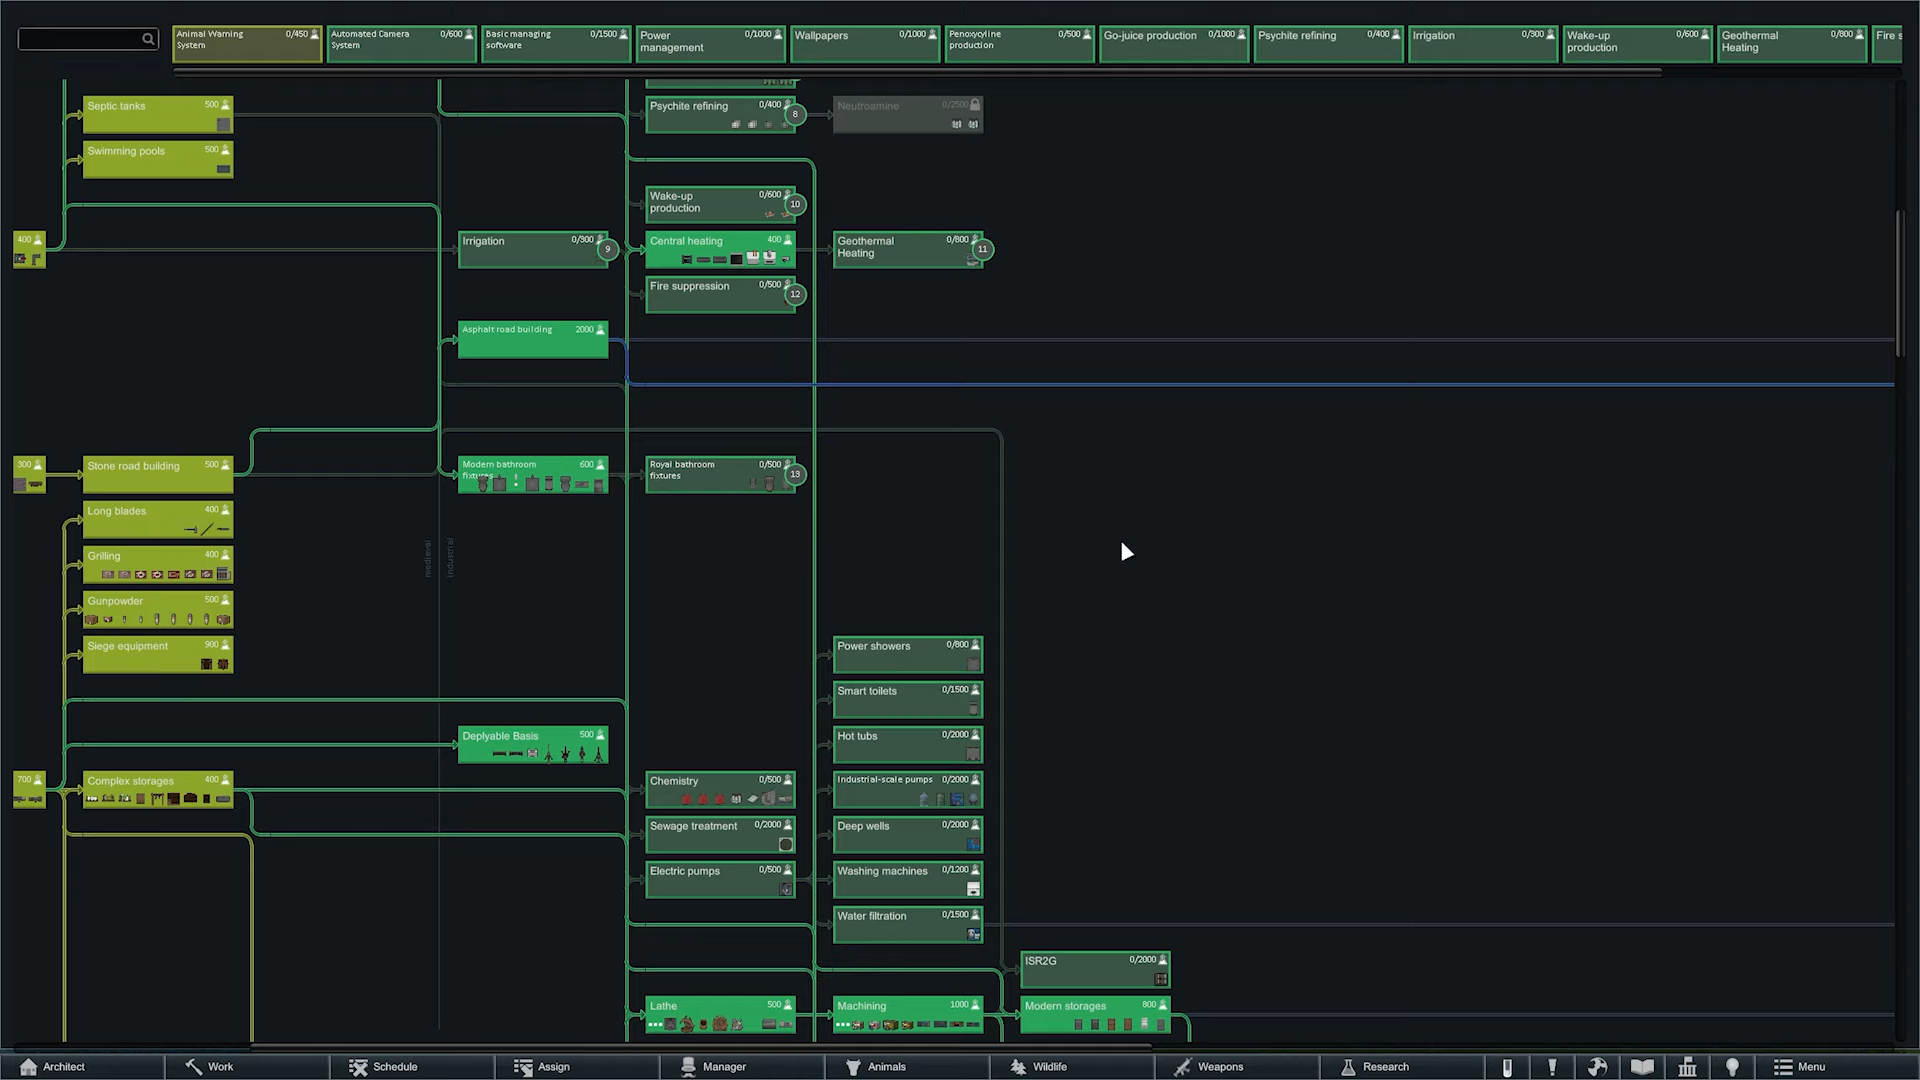 Animal Warning System 0/450
Automated Camera System 0/600
Basic managing software 0/1500
Power management 0/1000
Wallpapers 0/1000
Penoxycyline production 0/500
Go-juice production 0/1000
Psychite refining 0/400
Irrigation 0/300
Wake-up production 0/600
Geothermal Heating 0/800
Fire s
Septic tanks 500
Psychite refining 0/400 8
Neutroamine 0/2500
Swimming pools 500
Wake-up production 0/600 10
400
Irrigation 0/300 9
Central heating 400
Geothermal Heating 0/800 11
Fire suppression 0/500 12
Asphalt road building 2000
300
Stone road building 500
Modern bathroom fixtures 600
Royal bathroom fixtures 0/500 13
Long blades 400
Grilling 400
medieval
industrial
Gunpowder 500
Siege equipment 900
Power showers 0/800
Smart toilets 0/1500
Deplyable Basis 500
Hot tubs 0/2000
700
Complex storages 400
Chemistry 0/500
Industrial-scale pumps 0/2000
Sewage treatment 0/2000
Deep wells 0/2000
Electric pumps 0/500
Washing machines 0/1200
Water filtration 0/1500
ISR2G 0/2000
Lathe 500
Machining 1000
Modern storages 800
Architect
Work
Schedule
Assign
Manager
Animals
Wildlife
Weapons
Research
Menu